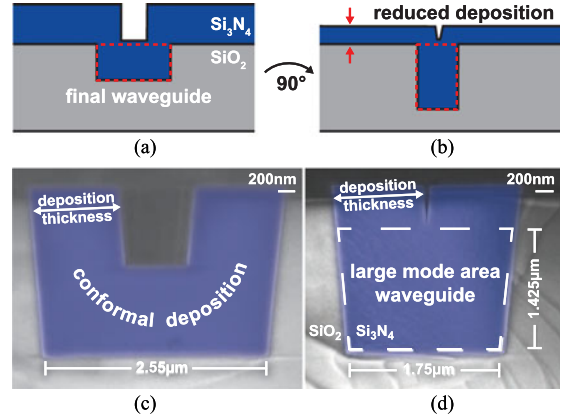 Si₃N₄
SiO₂
final waveguide
(a)
90°
reduced deposition
(b)
200nm
deposition
thickness
conformal deposition
2.55µm
(c)
200nm
deposition
thickness
large mode area
waveguide
1.425µm
SiO₂
Si₃N₄
1.75µm
(d)